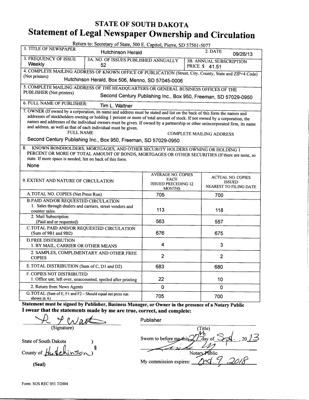 STATE OF SOUTH DAKOTA
Statement of Legal Newspaper Ownership and Circulation
Return to: Secretary of State, 500 E. Capitol, Pierre, SD 57501-5077
1. TITLE OF NEWSPAPER
Hutchinson Herald
2. DATE
09/26/13
3. FREQUENCY OF ISSUE
Weekly
3A. NO. OF ISSUES PUBLISHED ANNUALLY
52
3B. ANNUAL SUBSCRIPTION
PRICE $ 41.51
4. COMPLETE MAILING ADDRESS OF KNOWN OFFICE OF PUBLICATION (Street, City, County, State and ZIP+4 Code)
(Not printers)
Hutchinson Herald, Box 506, Menno, SD 57045-0006
5. COMPLETE MAILING ADDRESS OF THE HEADQUARTERS OR GENERAL BUSINESS OFFICES OF THE
PUBLISHER (Not printers)
Second Century Publishing Inc., Box 950, Freeman, SD 57029-0950
6. FULL NAME OF PUBLISHER:
Tim L. Waltner
7. OWNER (If owned by a corporation, its name and address must be stated and list on the back of this form the names and
addresses of stockholders owning or holding 1 percent or more of total amount of stock. If not owned by a corporation, the
names and addresses of the individual owners must be given. If owned by a partnership or other unincorporated firm, its name
and address, as well as that of each individual must be given.
FULL NAME
COMPLETE MAILING ADDRESS
Second Century Publishing Inc., Box 950, Freeman, SD 57029-0950
8. KNOWN BONDHOLDERS, MORTGAGES, AND OTHER SECURITY HOLDERS OWNING OR HOLDING 1
PERCENT OR MORE OF TOTAL AMOUNT OF BONDS, MORTGAGES OR OTHER SECURITIES (If there are none, so
state. If more space is needed, list on back of this form.
None
9. EXTENT AND NATURE OF CIRCULATION
AVERAGE NO. COPIES
EACH
ISSUED PRECEDING 12
MONTHS
ACTUAL NO. COPIES
ISSUED
NEAREST TO FILING DATE
A. TOTAL NO. COPIES (Net Press Run)
705
700
B. PAID AND/OR REQUESTED CIRCULATION
1. Sales through dealers and carriers, street vendors and
counter sales
113
118
2. Mail Subscription
(Paid and or requested)
563
557
C. TOTAL PAID AND/OR REQUESTED CIRCULATION
(Sum of 9B1 and 9B2)
676
675
D. FREE DISTRIBUTION
1. BY MAIL, CARRIER OR OTHER MEANS
4
3
2. SAMPLES, COMPLIMENTARY AND OTHER FREE
COPIES
2
2
E. TOTAL DISTRIBUTION (Sum of C, D1 and D2)
683
680
F. COPIES NOT DISTRIBUTED
1. Office use, left over, unaccounted, spoiled after printing
22
10
2. Return from News Agents
0
0
G. TOTAL (Sum of E, F1 and F2 – Should equal net press run
shown in A)
705
700
Statement must be signed by Publisher, Business Manager, or Owner in the presence of a Notary Public
I swear that the statements made by me are true, correct, and complete:
Publisher
(Signature)
(Title)
State of South Dakota )
§
County of Hutchinson )
Sworn to before me this 27 day of Sept, 20 13
Notary Public
(Seal)
My commission expires: Oct 9, 2018
Form: SOS REC 051 7/2004